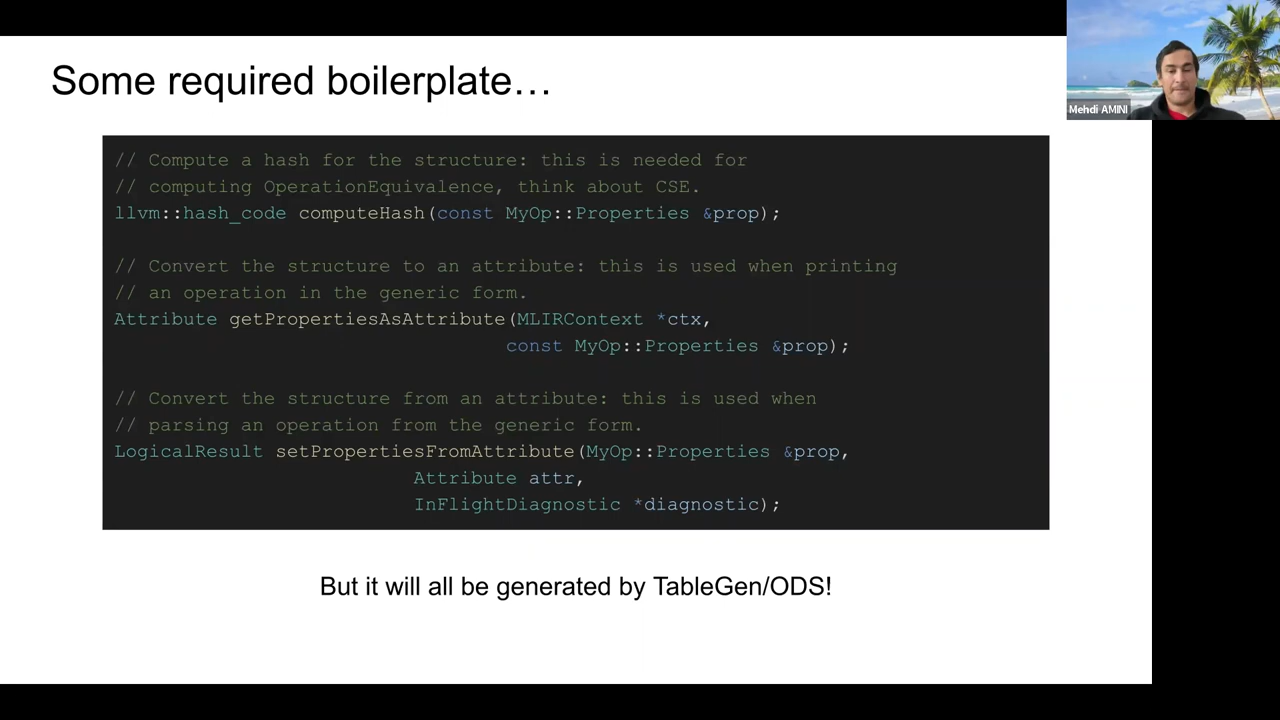 Some required boilerplate…
Mehdi AMINI
// Compute a hash for the structure: this is needed for
// computing OperationEquivalence, think about CSE.
llvm::hash_code computeHash(const MyOp::Properties &prop);
// Convert the structure to an attribute: this is used when printing
// an operation in the generic form.
Attribute getPropertiesAsAttribute(MLIRContext *ctx,
const MyOp::Properties &prop);
// Convert the structure from an attribute: this is used when
// parsing an operation from the generic form.
LogicalResult setPropertiesFromAttribute(MyOp::Properties &prop,
Attribute attr,
InFlightDiagnostic *diagnostic);
But it will all be generated by TableGen/ODS!